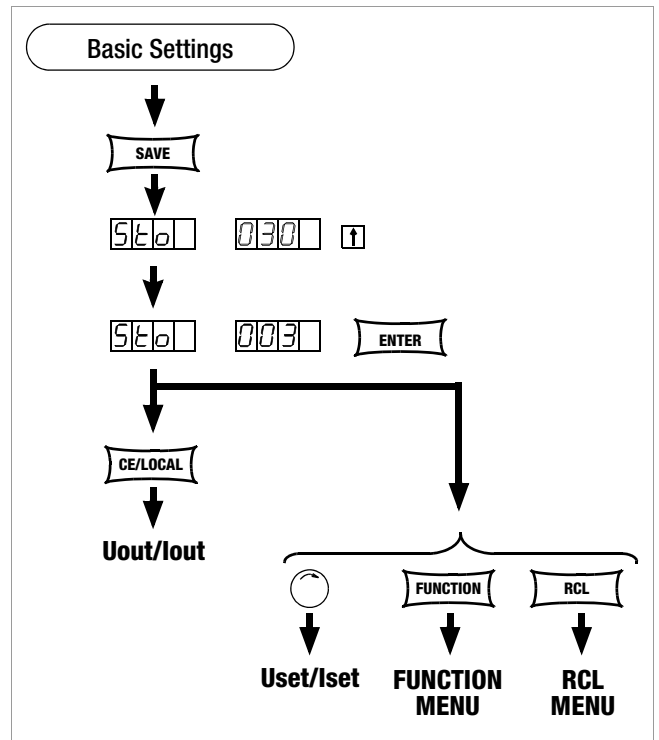 Basic Settings
SAVE
Sto 030 ↑
Sto 003 ENTER
CE/LOCAL
Uout/Iout
FUNCTION RCL
Uset/Iset FUNCTION RCL
MENU MENU